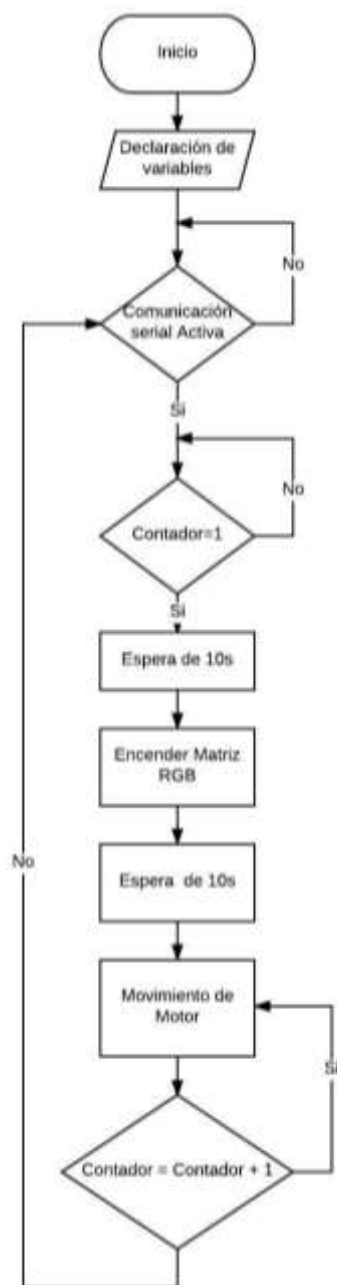 Inicio
Declaración de
variables
No
Comunicación
serial Activa
Si
No
Contador=1
Si
Espera de 10s
Encender Matriz
RGB
No
Espera de 10s
Movimiento de
Motor
Si
Contador = Contador + 1